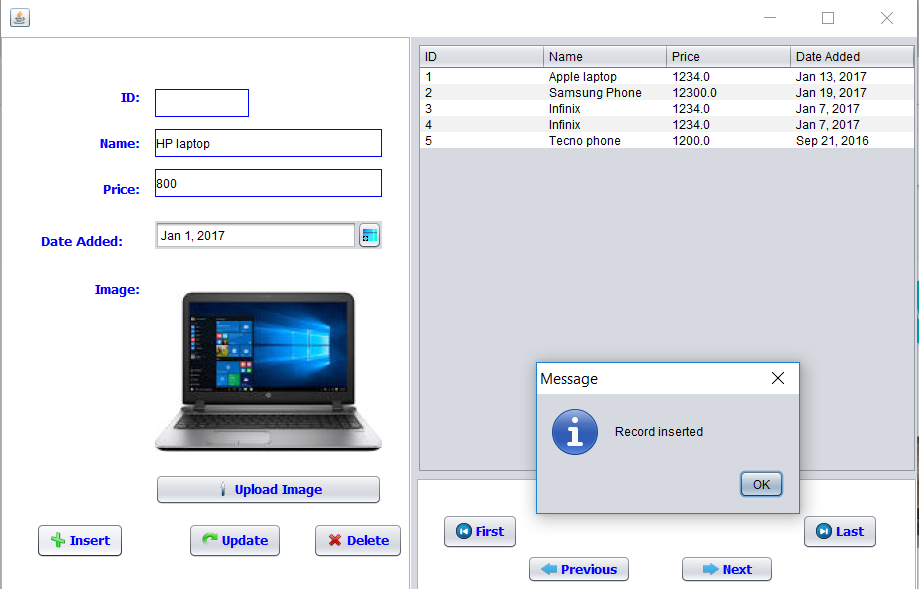 ID:
Name: HP laptop
Price: 800
Date Added: Jan 1, 2017
Image:
Upload Image
Insert Update Delete
ID Name Price Date Added
1 Apple laptop 1234.0 Jan 13, 2017
2 Samsung Phone 12300.0 Jan 19, 2017
3 Infinix 1234.0 Jan 7, 2017
4 Infinix 1234.0 Jan 7, 2017
5 Tecno phone 1200.0 Sep 21, 2016
Message
Record inserted
OK
First Last
Previous Next